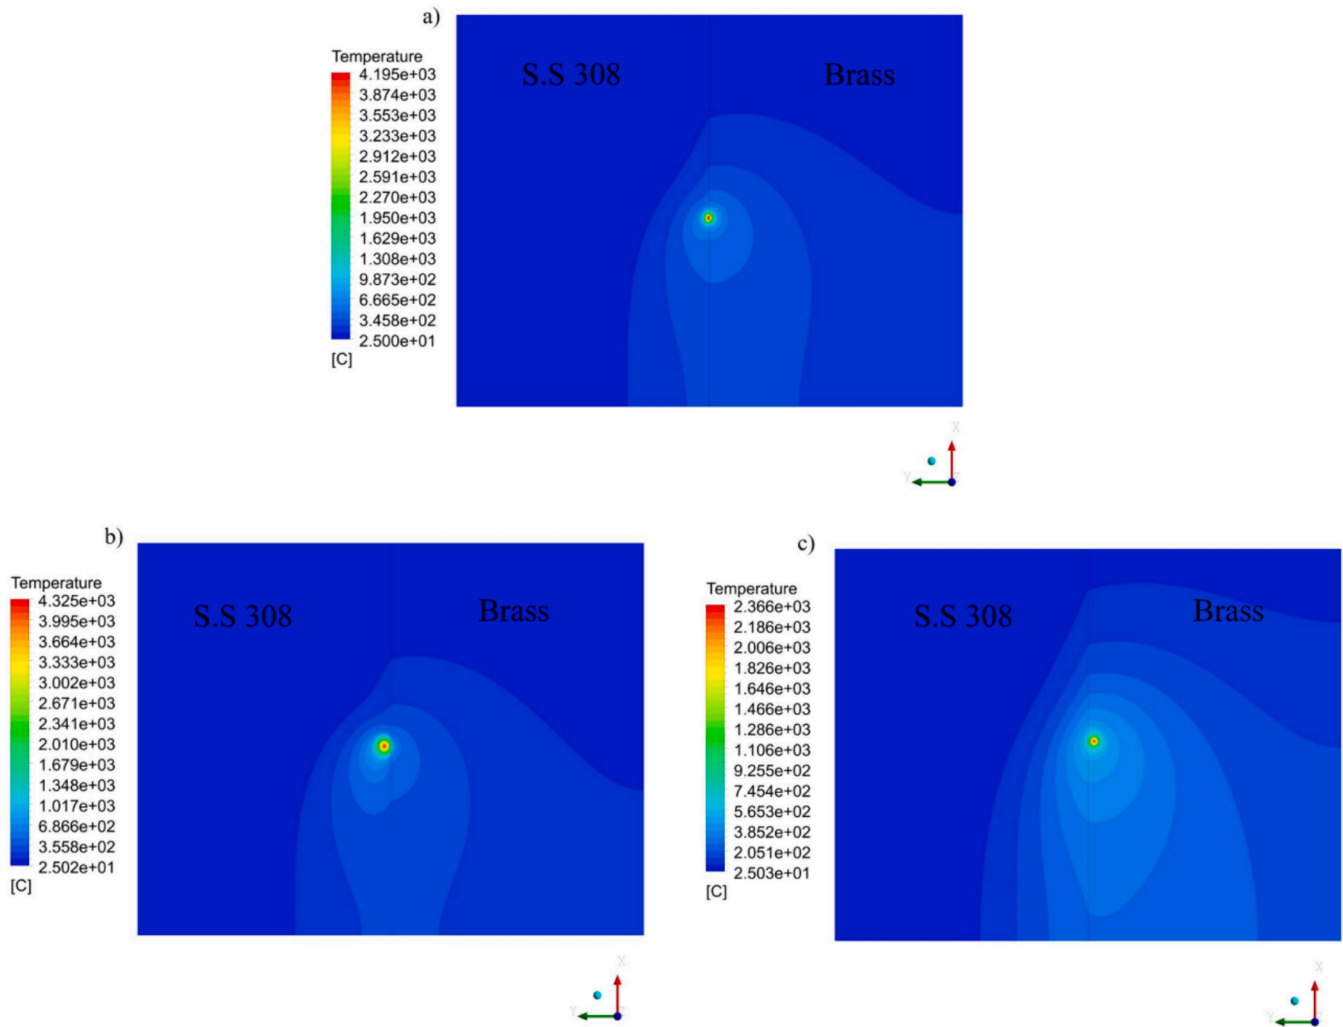 a)
Temperature
4.195e+03
3.874e+03
3.553e+03
3.233e+03
2.912e+03
2.591e+03
2.270e+03
1.950e+03
1.629e+03
1.308e+03
9.873e+02
6.665e+02
3.458e+02
2.500e+01
[C]
S.S 308
Brass
X
Y
Z
b)
Temperature
4.325e+03
3.995e+03
3.664e+03
3.333e+03
3.002e+03
2.671e+03
2.341e+03
2.010e+03
1.679e+03
1.348e+03
1.017e+03
6.866e+02
3.558e+02
2.502e+01
[C]
S.S 308
Brass
X
Y
Z
c)
Temperature
2.366e+03
2.186e+03
2.006e+03
1.826e+03
1.646e+03
1.466e+03
1.286e+03
1.106e+03
9.255e+02
7.454e+02
5.653e+02
3.852e+02
2.051e+02
2.503e+01
[C]
S.S 308
Brass
X
Y
Z